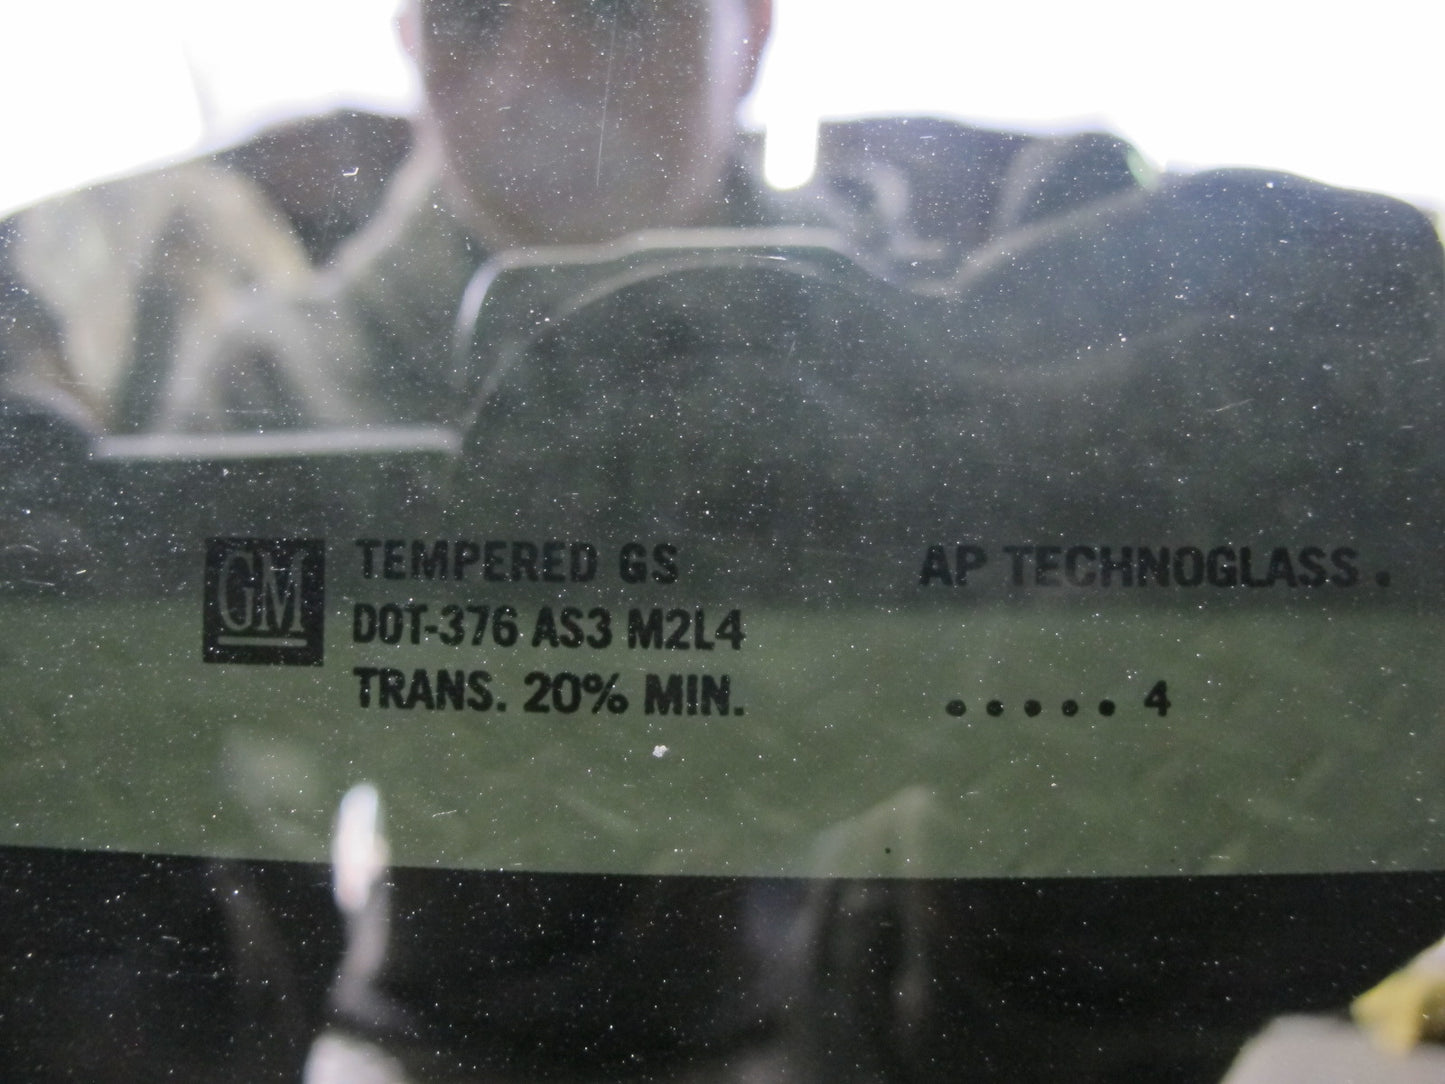 GM TEMPERED GS AP TECHNOGLASS .
DOT-376 AS3 M2L4
TRANS. 20% MIN. ..... 4